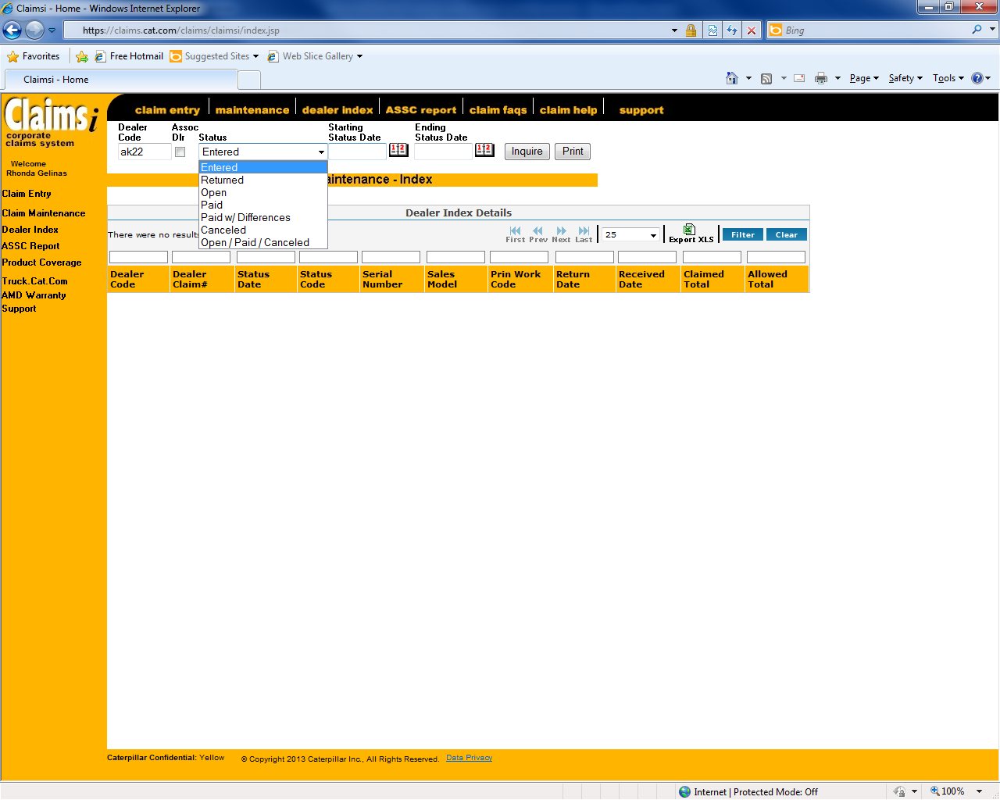 Claimsi - Home - Windows Internet Explorer
https://claims.cat.com/claims/claimsi/index.jsp
Bing
Favorites Free Hotmail Suggested Sites Web Slice Gallery
Claimsi - Home
Page Safety Tools
Claimsi
corporate
claims system
claim entry maintenance dealer index ASSC report claim faqs claim help support
Welcome
Rhonda Gelinas
Claim Entry
Claim Maintenance
Dealer Index
ASSC Report
Product Coverage
Truck.Cat.Com
AMD Warranty
Support
Dealer Code Assoc Dlr Status Starting Status Date Ending Status Date
ak22 Entered Inquire Print
Entered
Returned
Open
Paid
Paid w/ Differences
Canceled
Open / Paid / Canceled
aintenance - Index
Dealer Index Details
There were no results
First Prev Next Last 25 Export XLS Filter Clear
Dealer Code Dealer Claim# Status Date Status Code Serial Number Sales Model Prin Work Code Return Date Received Date Claimed Total Allowed Total
Caterpillar Confidential: Yellow © Copyright 2013 Caterpillar Inc., All Rights Reserved. Data Privacy
Internet | Protected Mode: Off 100%